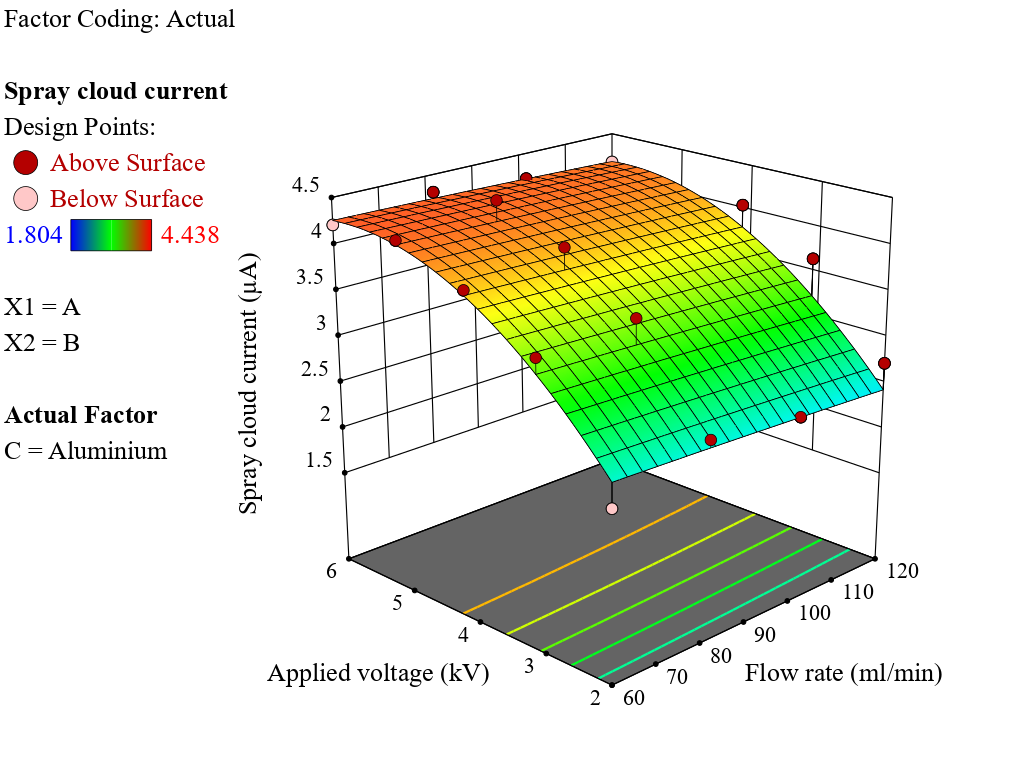 Factor Coding: Actual
Spray cloud current
Design Points:
Above Surface
Below Surface
1.804 4.438
X1 = A
X2 = B
Actual Factor
C = Aluminium
Spray cloud current (µA)
4.5
4
3.5
3
2.5
2
1.5
6
5
4
3
2
Applied voltage (kV)
60
70
80
90
100
110
120
Flow rate (ml/min)